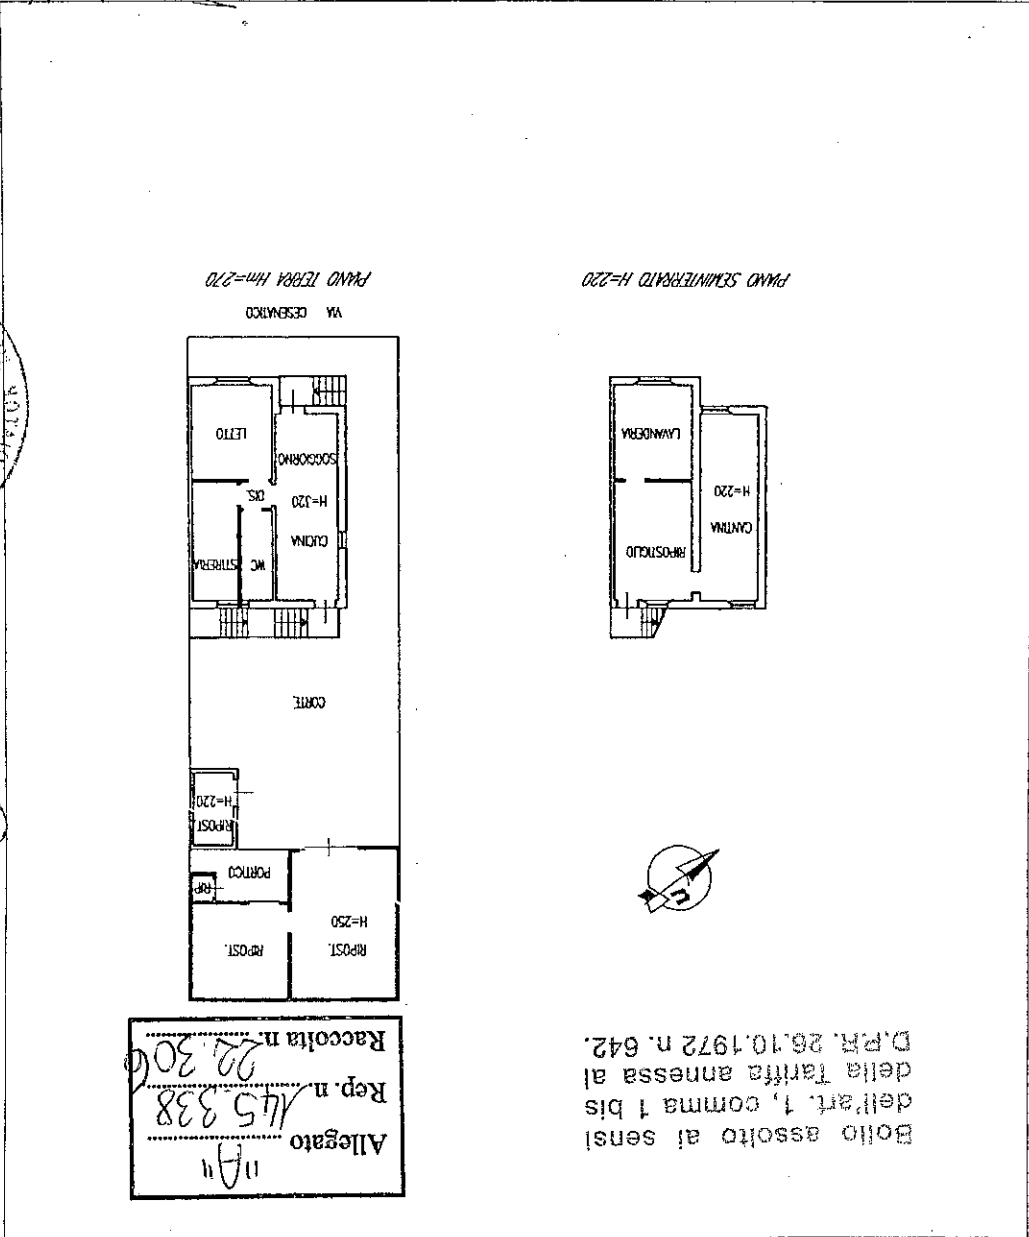 Bollo assolto ai sensi
dell'art. 1, comma 1 bis
della Tariffa annessa al
D.P.R. 26.10.1972 n. 642.
Allegato "A"
Rep. n. 145.338
Raccolta n. 22.306
n
RIPOST.
H=250
RIPOST.
RIP.
PORTICO
RIPOST.
H=220
CORTE
CUCINA
H=320
SOGGIORNO
WC
STIRERIA
DIS.
LETTO
VIA CESENATICO
PIANO TERRA Hm=270
CANTINA
H=220
RIPOSTIGLIO
LAVANDERIA
PIANO SEMINTERRATO H=220